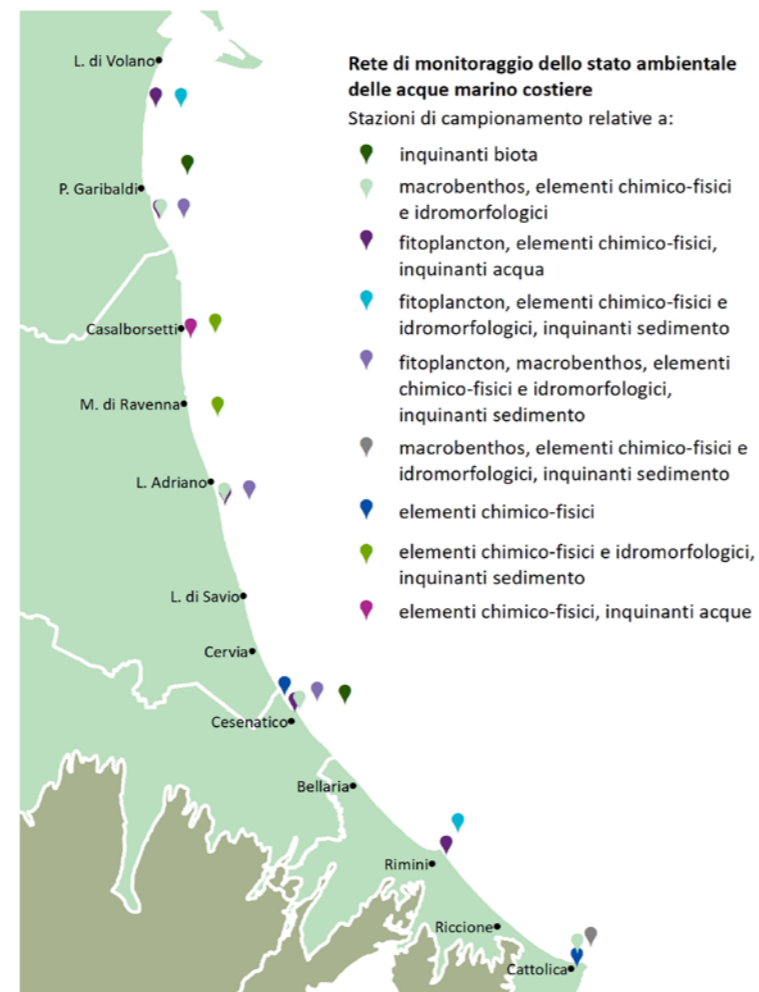 L. di Volano
P. Garibaldi
Casalborsetti
M. di Ravenna
L. Adriano
L. di Savio
Cervia
Cesenatico
Bellaria
Rimini
Riccione
Cattolica
Rete di monitoraggio dello stato ambientale
delle acque marino costiere
Stazioni di campionamento relative a:
inquinanti biota
macrobenthos, elementi chimico-fisici
e idromorfologici
fitoplancton, elementi chimico-fisici,
inquinanti acqua
fitoplancton, elementi chimico-fisici e
idromorfologici, inquinanti sedimento
fitoplancton, macrobenthos, elementi
chimico-fisici e idromorfologici,
inquinanti sedimento
macrobenthos, elementi chimico-fisici e
idromorfologici, inquinanti sedimento
elementi chimico-fisici
elementi chimico-fisici e idromorfologici,
inquinanti sedimento
elementi chimico-fisici, inquinanti acque